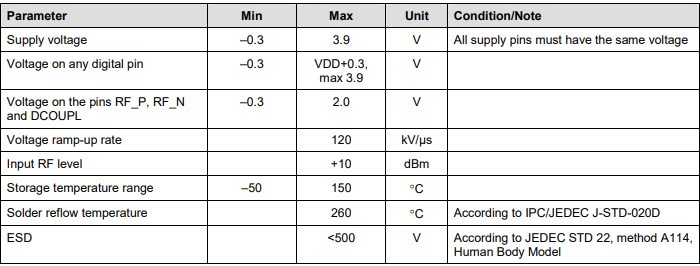 Parameter Min Max Unit Condition/Note
Supply voltage –0.3 3.9 V All supply pins must have the same voltage
Voltage on any digital pin –0.3 VDD+0.3, V
max 3.9
Voltage on the pins RF_P, RF_N –0.3 2.0 V
and DCOUPL
Voltage ramp-up rate 120 kV/µs
Input RF level +10 dBm
Storage temperature range –50 150 °C
Solder reflow temperature 260 °C According to IPC/JEDEC J-STD-020D
ESD <500 V According to JEDEC STD 22, method A114,
Human Body Model